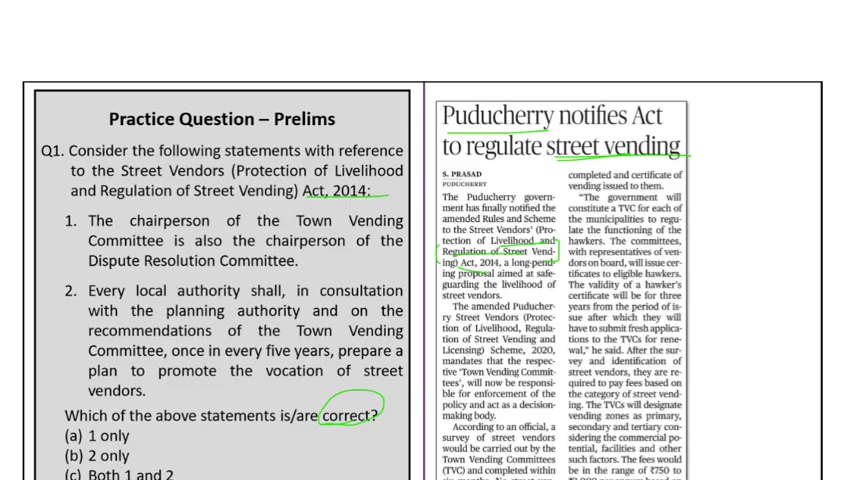 Practice Question – Prelims
Q1. Consider the following statements with reference
to the Street Vendors (Protection of Livelihood
and Regulation of Street Vending) Act, 2014:
1. The chairperson of the Town Vending
Committee is also the chairperson of the
Dispute Resolution Committee.
2. Every local authority shall, in consultation
with the planning authority and on the
recommendations of the Town Vending
Committee, once in every five years, prepare a
plan to promote the vocation of street
vendors.
Which of the above statements is/are correct?
(a) 1 only
(b) 2 only
(c) Both 1 and 2
Puducherry notifies Act
to regulate street vending
S. PRASAD
PUDUCHERRY
The Puducherry govern-
ment has finally notified the
amended Rules and Scheme
to the Street Vendors' (Pro-
tection of Livelihood and
Regulation of Street Vend-
ing) Act, 2014, a long-pend-
ing proposal aimed at safe-
guarding the livelihood of
street vendors.
The amended Puducher-
ry Street Vendors (Protec-
tion of Livelihood, Regula-
tion of Street Vending and
Licensing) Scheme, 2020,
mandates that the respec-
tive 'Town Vending Commit-
tees', will now be responsi-
ble for enforcement of the
policy and act as a decision-
making body.
According to an official, a
survey of street vendors
would be carried out by the
Town Vending Committees
(TVC) and completed within
completed and certificate of
vending issued to them.
"The government will
constitute a TVC for each of
the municipalities to regu-
late the functioning of the
hawkers. The committees,
with representatives of ven-
dors on board, will issue cer-
tificates to eligible hawkers.
The validity of a hawker's
certificate will be for three
years from the period of is-
sue after which they will
have to submit fresh applica-
tions to the TVCs for rene-
wal," he said. After the sur-
vey and identification of
street vendors, they are re-
quired to pay fees based on
the category of street vend-
ing. The TVCs will designate
vending zones as primary,
secondary and tertiary con-
sidering the commercial po-
tential, facilities and other
such factors. The fees would
be in the range of ₹750 to